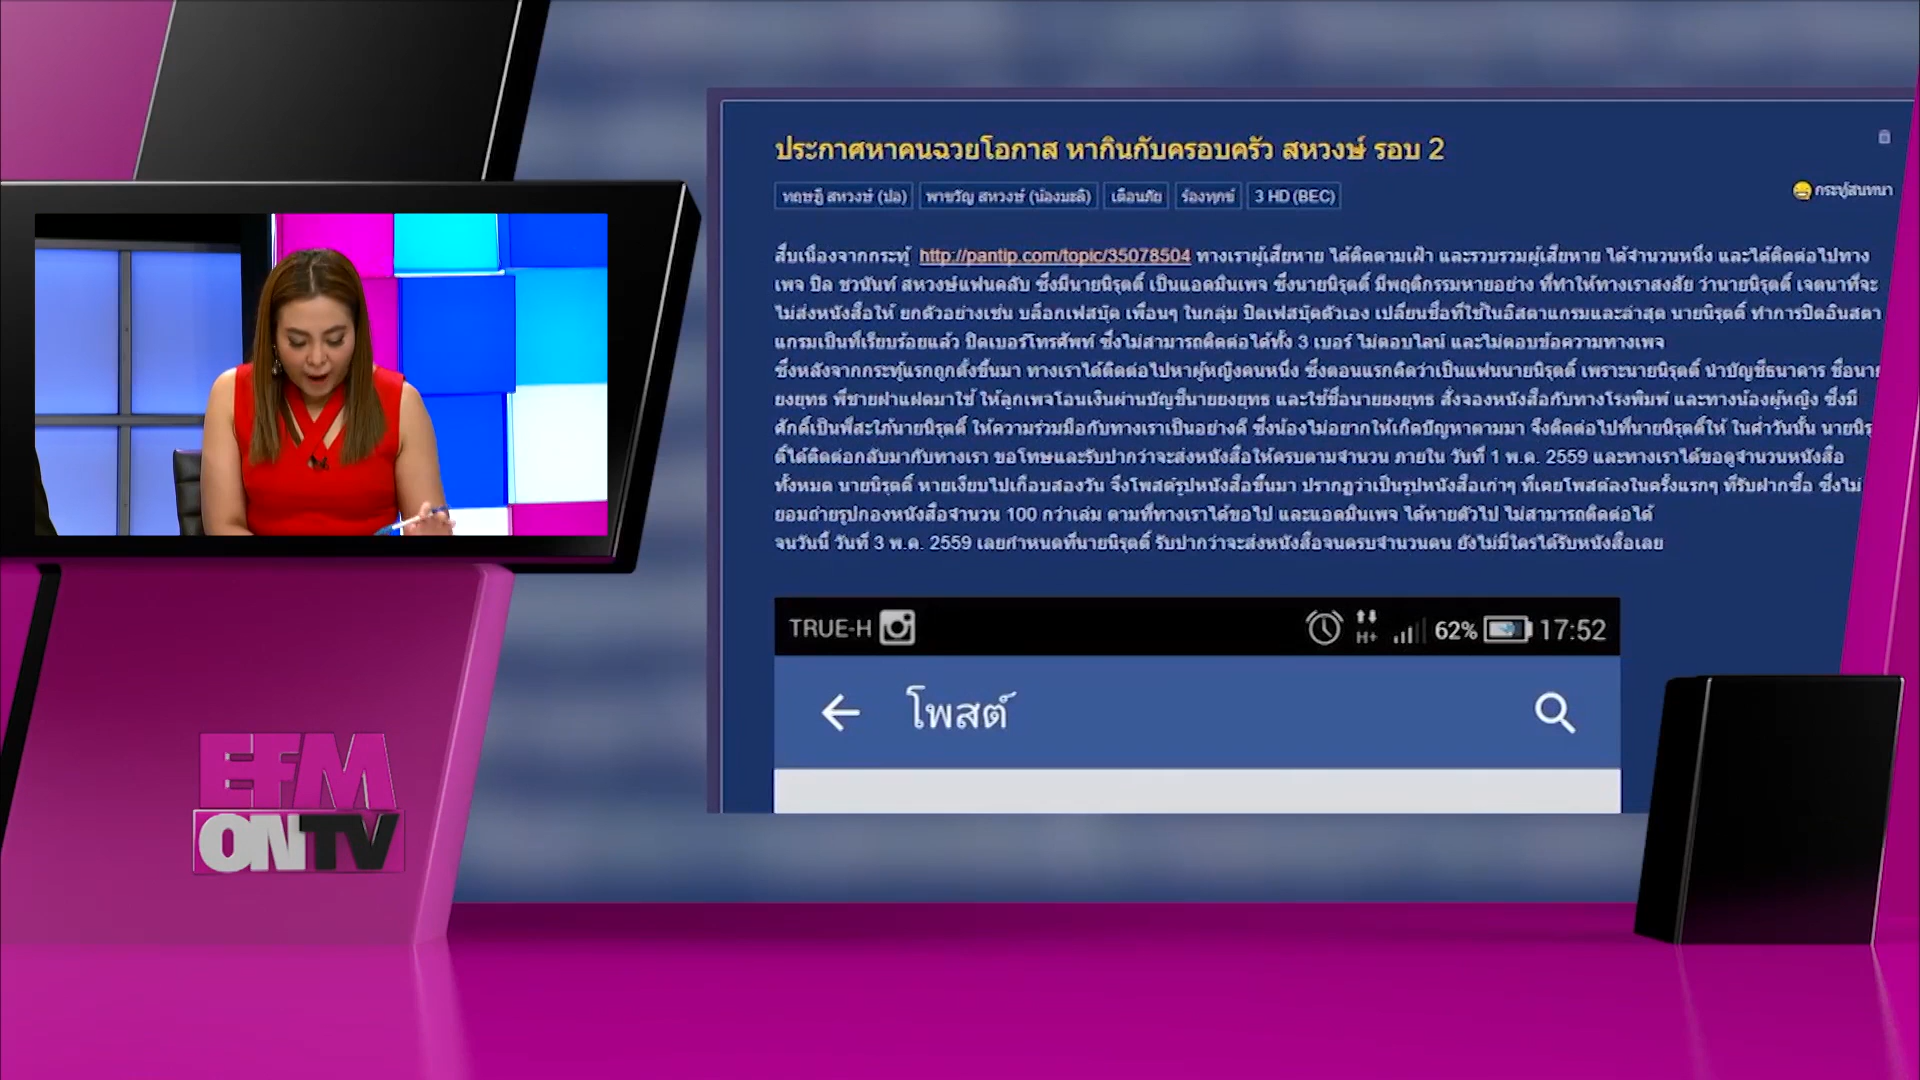 ประกาศหาคนฉวยโอกาส หากินกับครอบครัว สหวงษ์ รอบ 2
ทฤษฎี สหวงษ์ (ปอ) พาขวัญ สหวงษ์ (น้องมะลิ) เตือนภัย ร้องทุกข์ 3 HD (BEC)
กระทู้สนทนา
สืบเนื่องจากกระทู้ http://pantip.com/topic/35078504 ทางเราผู้เสียหาย ได้ติดตามเฝ้า และรวบรวมผู้เสียหาย ได้จำนวนหนึ่ง และได้ติดต่อไปทาง
เพจ ปิล ชวนันท์ สหวงษ์แฟนคลับ ซึ่งมีนายนิรุตติ์ เป็นแอดมินเพจ ซึ่งนายนิรุตติ์ มีพฤติกรรมหายอย่าง ที่ทำให้ทางเราสงสัย ว่านายนิรุตติ์ เจตนาที่จะ
ไม่ส่งหนังสือให้ ยกตัวอย่างเช่น บล็อกเฟสบุ๊ค เพื่อนๆ ในกลุ่ม ปิดเฟสบุ๊คตัวเอง เปลี่ยนชื่อที่ใช้ในอิสตาแกรมและล่าสุด นายนิรุตติ์ ทำการปิดอินสตา
แกรมเป็นที่เรียบร้อยแล้ว ปิดเบอร์โทรศัพท์ ซึ่งไม่สามารถติดต่อได้ทั้ง 3 เบอร์ ไม่ตอบไลน์ และไม่ตอบข้อความทางเพจ
ซึ่งหลังจากกระทู้แรกถูกตั้งขึ้นมา ทางเราได้ติดต่อไปหาผู้หญิงคนหนึ่ง ซึ่งตอนแรกคิดว่าเป็นแฟนนายนิรุตติ์ เพราะนายนิรุตติ์ นำบัญชีธนาคาร ชื่อนาย
ยงยุทธ พี่ชายฝาแฝดมาใช้ ให้ลูกเพจโอนเงินผ่านบัญชีนายยงยุทธ และใช้ชื่อนายยงยุทธ สั่งจองหนังสือกับทางโรงพิมพ์ และทางน้องผู้หญิง ซึ่งมี
ศักดิ์เป็นพี่สะใภ้นายนิรุตติ์ ให้ความร่วมมือกับทางเราเป็นอย่างดี ซึ่งน้องไม่อยากให้เกิดปัญหาตามมา จึงติดต่อไปที่นายนิรุตติ์ให้ ในค่ำวันนั้น นายนิรุ
ติ์ได้ติดต่อกลับมากับทางเรา ขอโทษและรับปากว่าจะส่งหนังสือให้ครบตามจำนวน ภายใน วันที่ 1 พ.ค. 2559 และทางเราได้ขอดูจำนวนหนังสือ
ทั้งหมด นายนิรุตติ์ หายเงียบไปเกือบสองวัน จึงโพสต์รูปหนังสือขึ้นมา ปรากฏว่าเป็นรูปหนังสือเก่าๆ ที่เคยโพสต์ลงในครั้งแรกๆ ที่รับฝากซื้อ ซึ่งไม่
ยอมถ่ายรูปกองหนังสือจำนวน 100 กว่าเล่ม ตามที่ทางเราได้ขอไป และแอดมินเพจ ได้หายตัวไป ไม่สามารถติดต่อได้
จนวันนี้ วันที่ 3 พ.ค. 2559 เลยกำหนดที่นายนิรุตติ์ รับปากว่าจะส่งหนังสือจนครบจำนวนคน ยังไม่มีใครได้รับหนังสือเลย
TRUE-H H+ 62% 17:52
โพสต์
EFM
ONTV